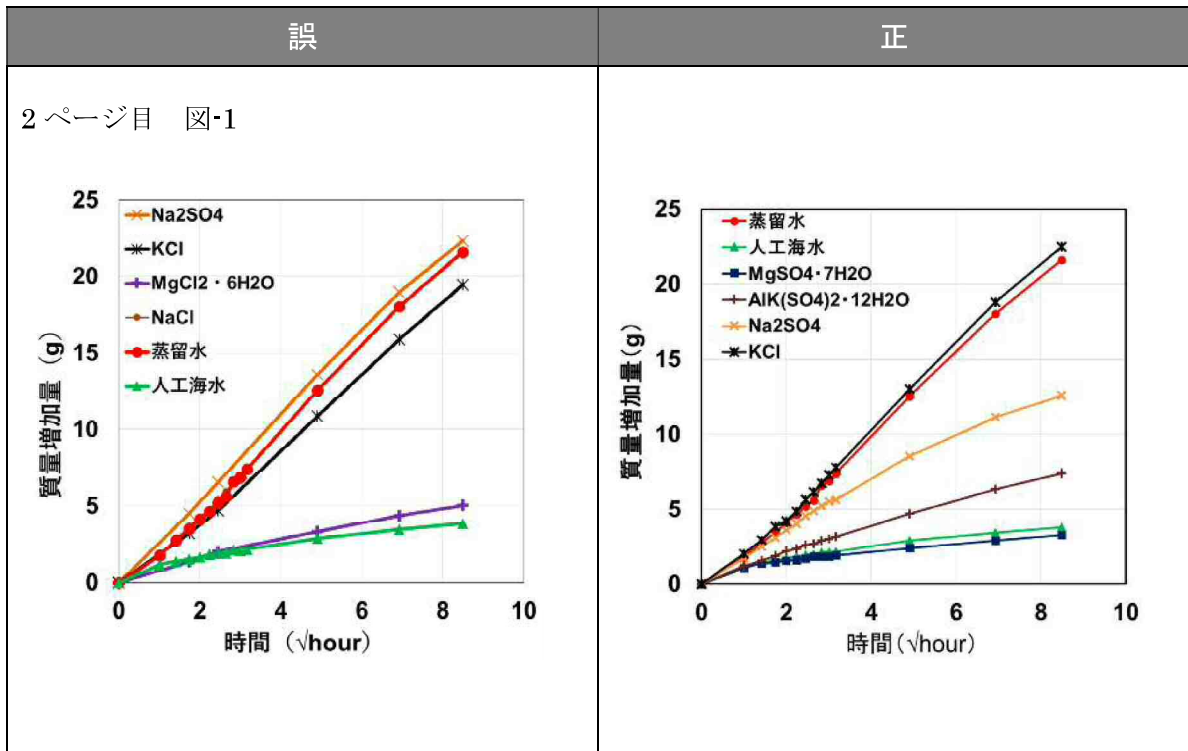 誤
正
2 ページ目 図-1
25
20
15
10
5
0
質量増加量 (g)
Na2SO4
KCl
MgCl2・6H2O
NaCl
蒸留水
人工海水
0 2 4 6 8 10
時間 (√hour)
25
20
15
10
5
0
質量増加量(g)
蒸留水
人工海水
MgSO4・7H2O
AlK(SO4)2・12H2O
Na2SO4
KCl
0 2 4 6 8 10
時間(√hour)